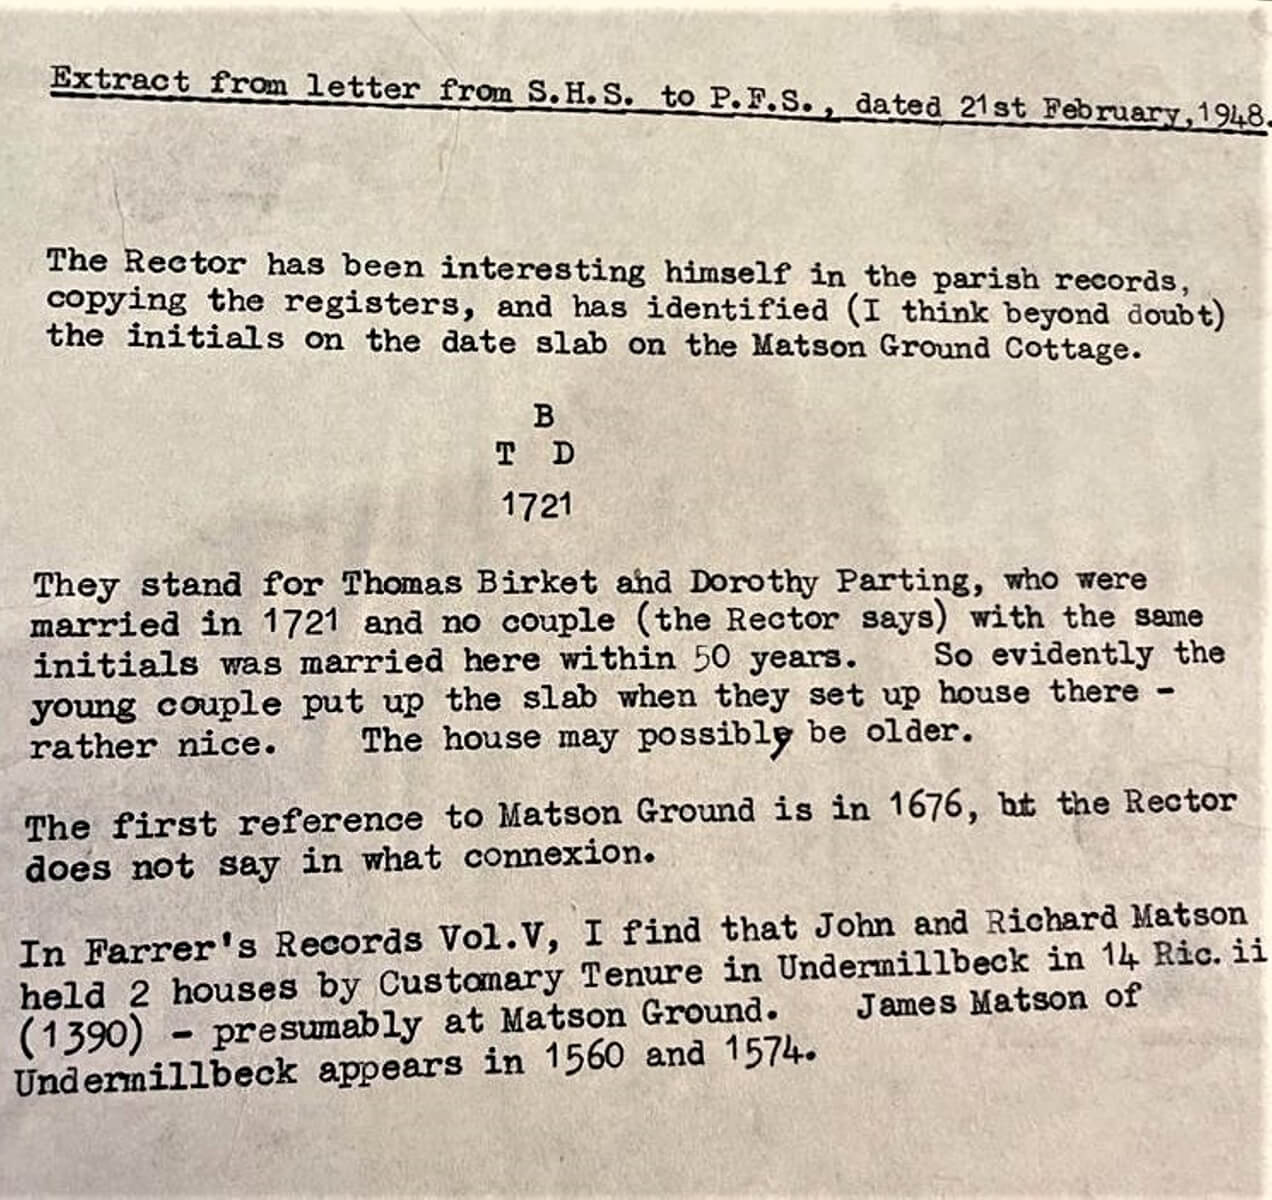 Extract from letter from S.H.S. to P.F.S., dated 21st February,1948.
The Rector has been interesting himself in the parish records,
copying the registers, and has identified (I think beyond doubt)
the initials on the date slab on the Matson Ground Cottage.
B
T D
1721
They stand for Thomas Birket and Dorothy Parting, who were
married in 1721 and no couple (the Rector says) with the same
initials was married here within 50 years. So evidently the
young couple put up the slab when they set up house there -
rather nice. The house may possibly be older.
The first reference to Matson Ground is in 1676, but the Rector
does not say in what connexion.
In Farrer's Records Vol.V, I find that John and Richard Matson
held 2 houses by Customary Tenure in Undermillbeck in 14 Ric. ii
(1390) - presumably at Matson Ground. James Matson of
Undermillbeck appears in 1560 and 1574.